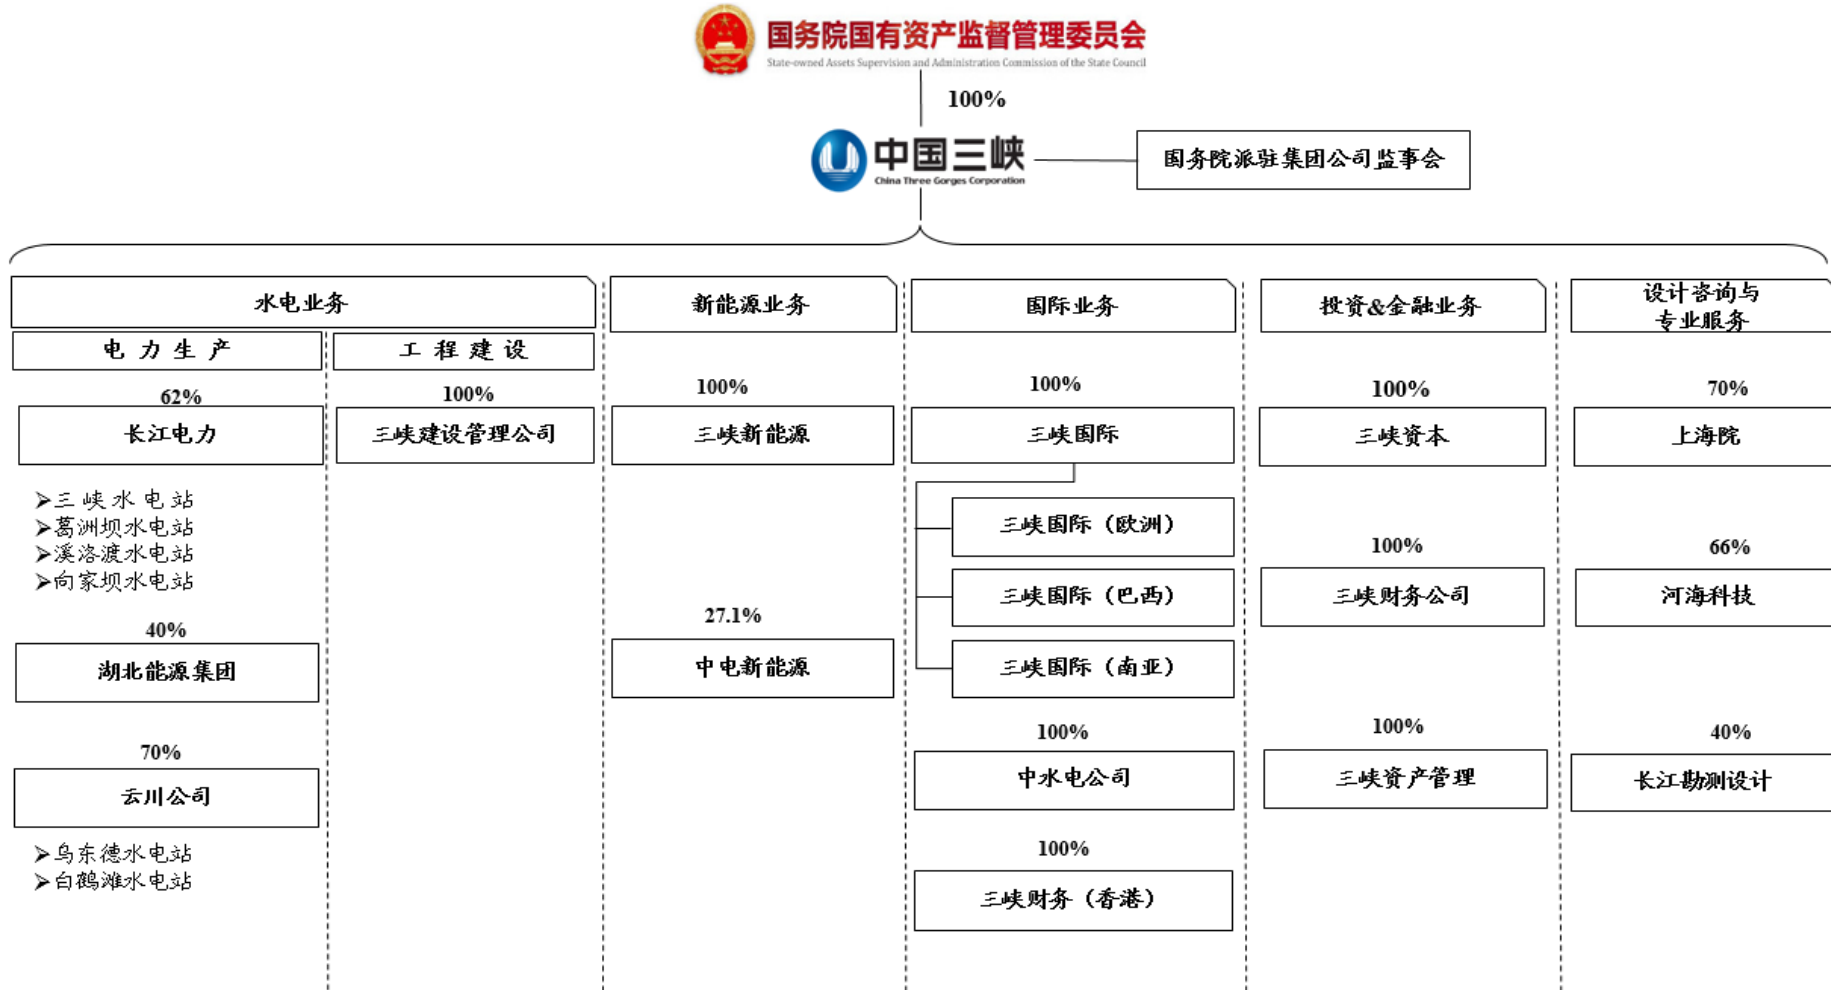 国务院国有资产监督管理委员会
State-owned Assets Supervision and Administration Commission of the State Council
100%
中国三峡
China Three Gorges Corporation
国务院派驻集团公司监事会
水电业务
电力生产
62%
长江电力
➢三峡水电站
➢葛洲坝水电站
➢溪洛渡水电站
➢向家坝水电站
40%
湖北能源集团
70%
云川公司
➢乌东德水电站
➢白鹤滩水电站
工程建设
100%
三峡建设管理公司
新能源业务
100%
三峡新能源
27.1%
中电新能源
国际业务
100%
三峡国际
三峡国际（欧洲）
三峡国际（巴西）
三峡国际（南亚）
100%
中水电公司
100%
三峡财务（香港）
投资&金融业务
100%
三峡资本
100%
三峡财务公司
100%
三峡资产管理
设计咨询与
专业服务
70%
上海院
66%
河海科技
40%
长江勘测设计